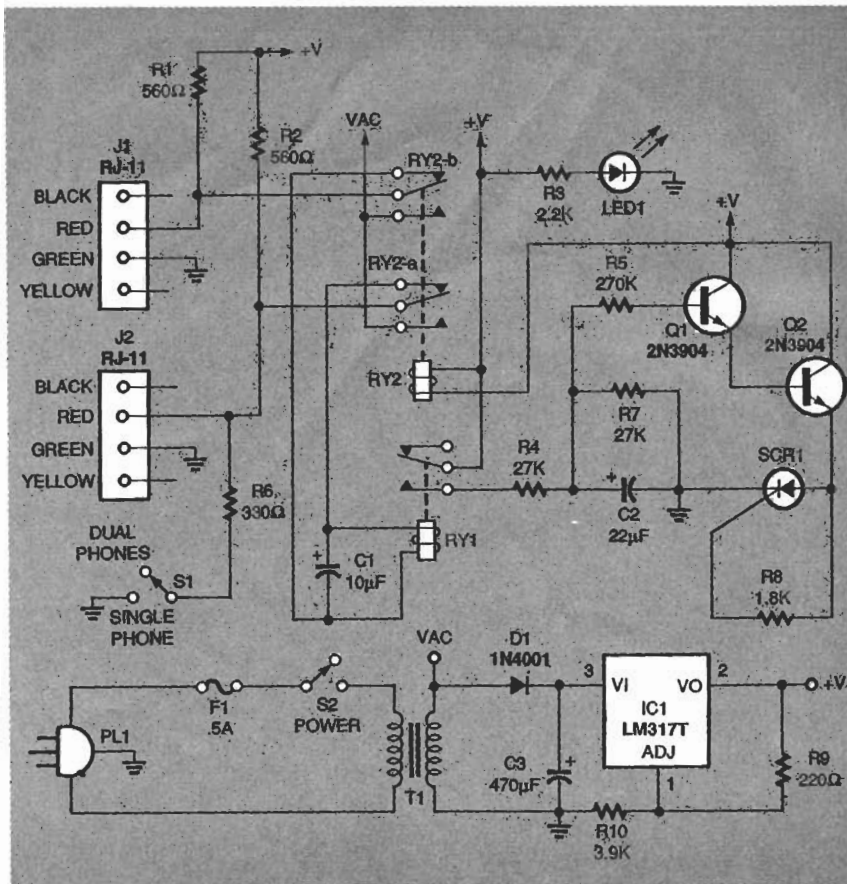 +V
R1
560Ω
R2
560Ω
VAC
RY2-b
+V
J1
RJ-11
BLACK
RED
GREEN
YELLOW
R3
2.2K
LED1
+V
RY2-a
R5
270K
Q1
2N3904
Q2
2N3904
J2
RJ-11
BLACK
RED
GREEN
YELLOW
RY2
R7
27K
R4
27K
+
C2
22µF
SCR1
R6
330Ω
DUAL
PHONES
S1
SINGLE
PHONE
+
C1
10µF
RY1
R8
1.8K
VAC
D1
1N4001
3
VI
VO
2
+V
IC1
LM317T
ADJ
1
PL1
F1
.5A
S2
POWER
T1
C3
470µF
+
R9
220Ω
R10
3.9K